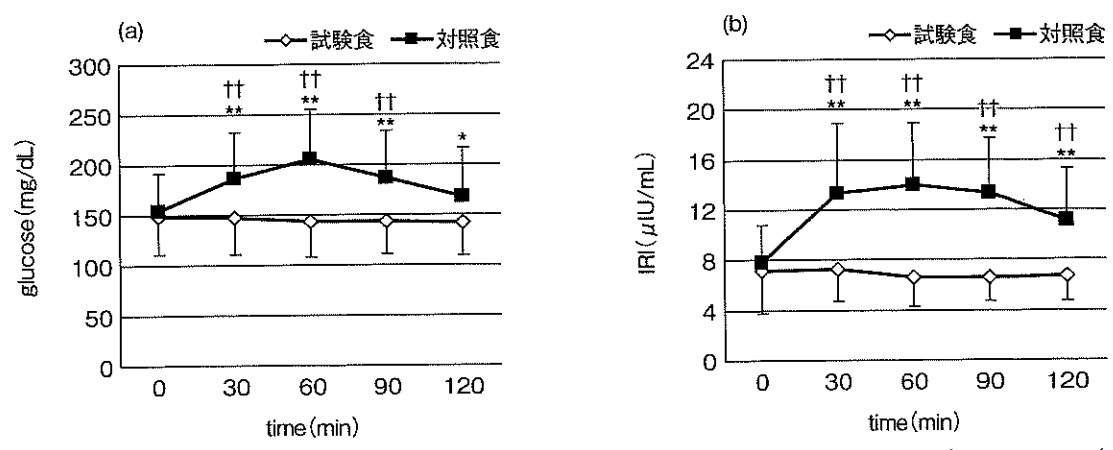 (a)
試験食 対照食
glucose(mg/dL)
300
250
200
150
100
50
0
†† †† ††
** ** ** *
0 30 60 90 120
time(min)
(b)
試験食 対照食
IRI(μIU/mL)
24
20
16
12
8
4
0
†† †† †† ††
** ** ** **
0 30 60 90 120
time(min)